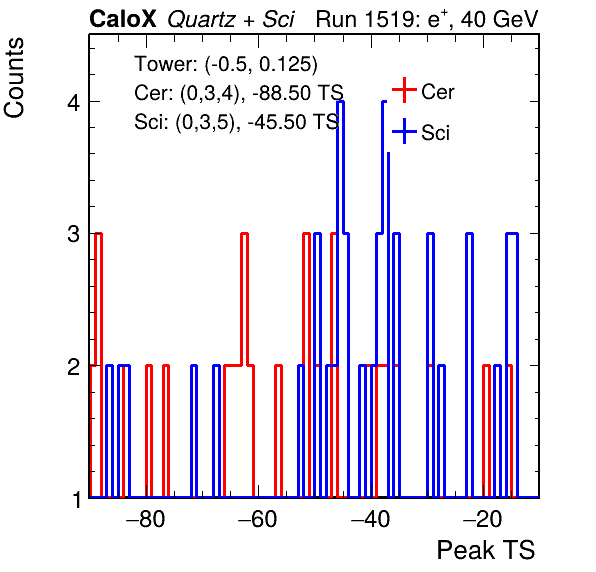 CaloX Quartz + Sci Run 1519: e+, 40 GeV
Counts
Tower: (-0.5, 0.125)
Cer: (0,3,4), -88.50 TS
Sci: (0,3,5), -45.50 TS
Cer
Sci
4
3
2
1
−80 −60 −40 −20
Peak TS